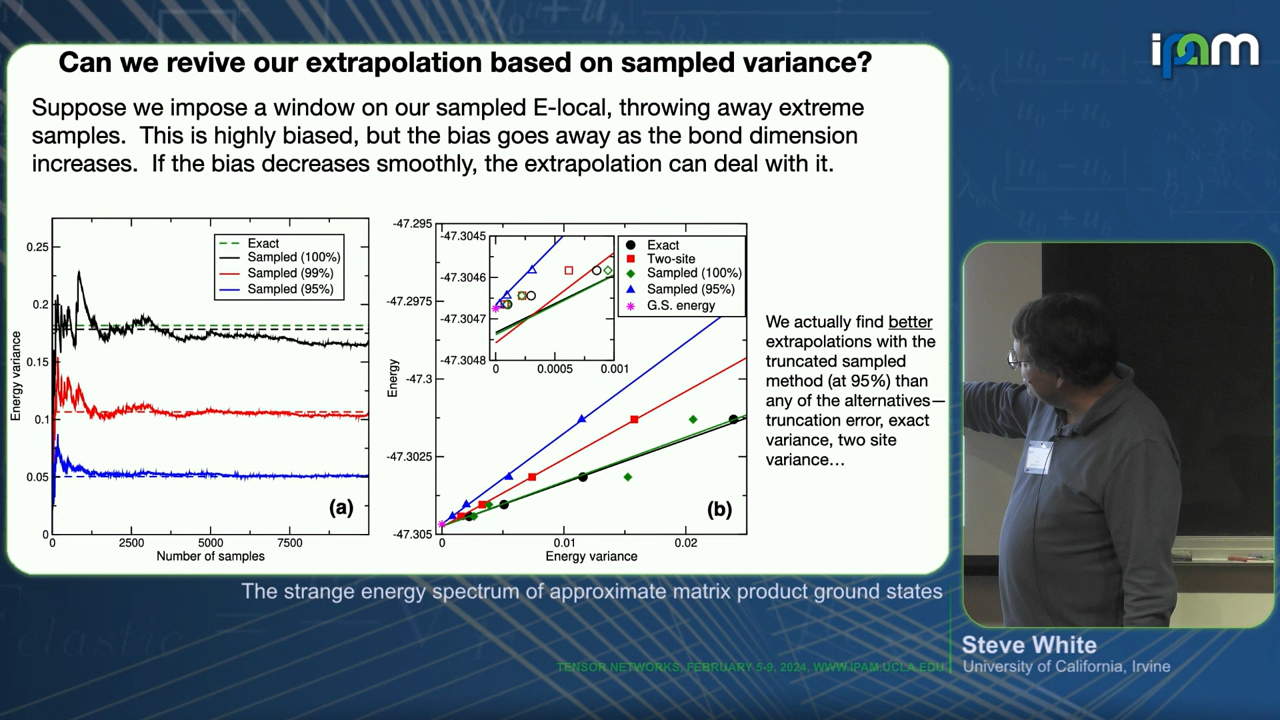 Can we revive our extrapolation based on sampled variance?
ipam
Suppose we impose a window on our sampled E-local, throwing away extreme
samples. This is highly biased, but the bias goes away as the bond dimension
increases. If the bias decreases smoothly, the extrapolation can deal with it.
Energy variance
0.25
0.2
0.15
0.1
0.05
0
Exact
Sampled (100%)
Sampled (99%)
Sampled (95%)
(a)
0
2500
5000
7500
Number of samples
Energy
-47.295
-47.2975
-47.3
-47.3025
-47.305
-47.3045
-47.3046
-47.3047
-47.3048
0
0.0005
0.001
Exact
Two-site
Sampled (100%)
Sampled (95%)
G.S. energy
(b)
0
0.01
0.02
Energy variance
We actually find better
extrapolations with the
truncated sampled
method (at 95%) than
any of the alternatives—
truncation error, exact
variance, two site
variance…
The strange energy spectrum of approximate matrix product ground states
Steve White
University of California, Irvine
TENSOR NETWORKS, FEBRUARY 5-9, 2024, WWW.IPAM.UCLA.EDU
elastic